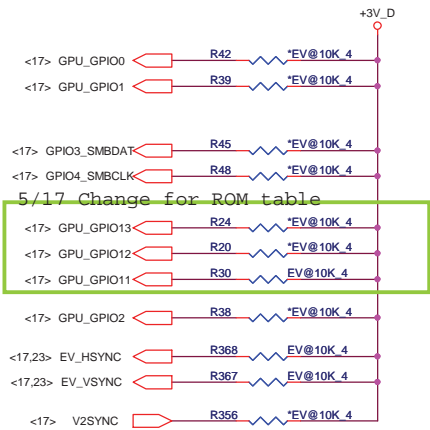 +3V_D
<17> GPU_GPIO0 R42 *EV@10K_4
<17> GPU_GPIO1 R39 *EV@10K_4
<17> GPIO3_SMBDAT R45 *EV@10K_4
<17> GPIO4_SMBCLK R48 *EV@10K_4
5/17 Change for ROM table
<17> GPU_GPIO13 R24 *EV@10K_4
<17> GPU_GPIO12 R20 *EV@10K_4
<17> GPU_GPIO11 R30 EV@10K_4
<17> GPU_GPIO2 R38 *EV@10K_4
<17,23> EV_HSYNC R368 EV@10K_4
<17,23> EV_VSYNC R367 EV@10K_4
<17> V2SYNC R356 *EV@10K_4